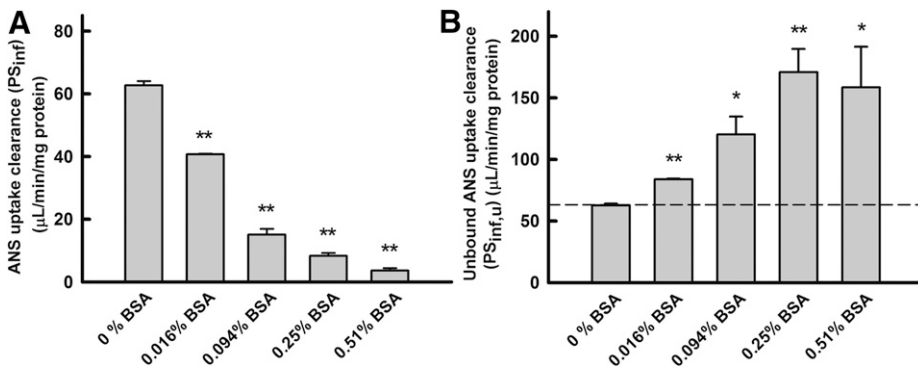 A
ANS uptake clearance (PSinf)
(μL/min/mg protein)
80
60
40
20
0
**
**
**
**
0 % BSA
0.016% BSA
0.094% BSA
0.25% BSA
0.51% BSA
B
Unbound ANS uptake clearance
(PSinf,u) (μL/min/mg protein)
200
150
100
50
0
**
*
**
*
0 % BSA
0.016% BSA
0.094% BSA
0.25% BSA
0.51% BSA